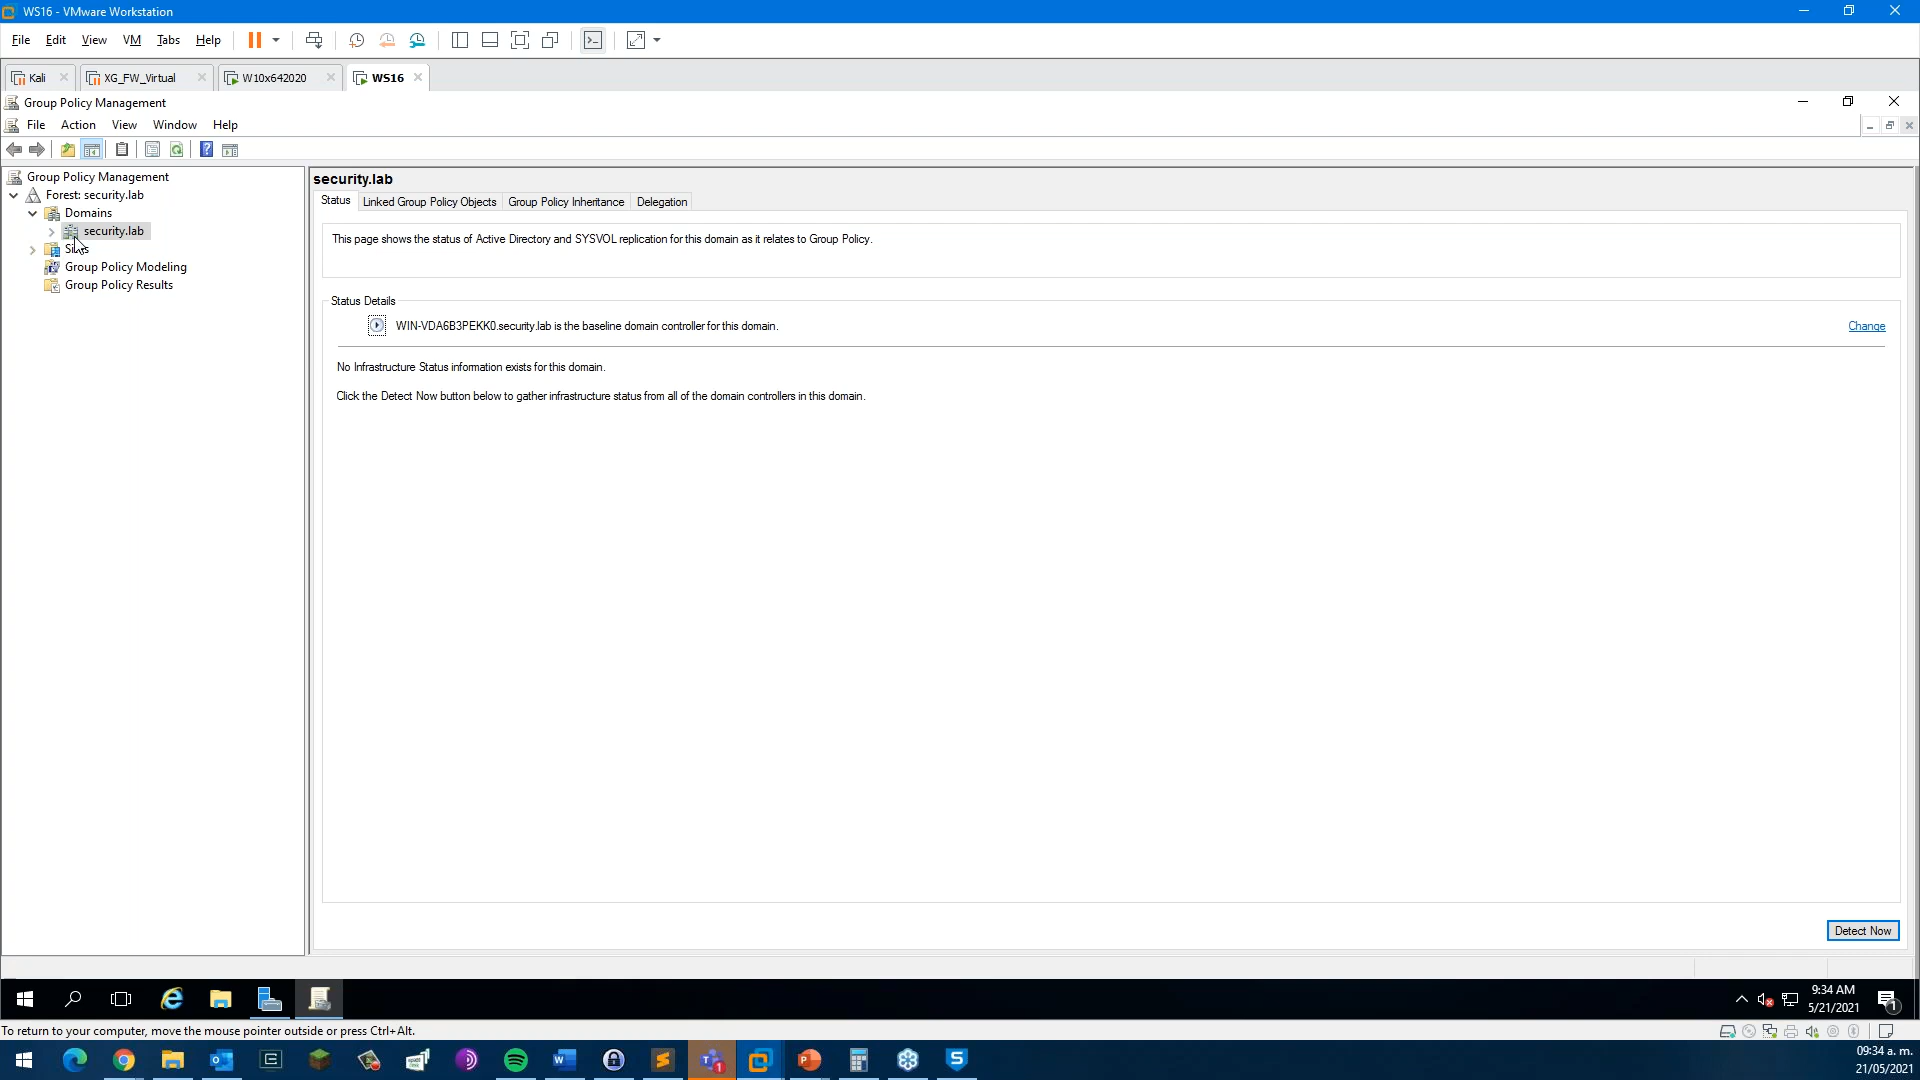 WS16 - VMware Workstation
File Edit View VM Tabs Help
Kali XG_FW_Virtual W10x642020 WS16
Group Policy Management
File Action View Window Help
Group Policy Management
Forest: security.lab
Domains
security.lab
Sites
Group Policy Modeling
Group Policy Results
security.lab
Status Linked Group Policy Objects Group Policy Inheritance Delegation
This page shows the status of Active Directory and SYSVOL replication for this domain as it relates to Group Policy.
Status Details
WIN-VDA6B3PEKK0.security.lab is the baseline domain controller for this domain. Change
No Infrastructure Status information exists for this domain.
Click the Detect Now button below to gather infrastructure status from all of the domain controllers in this domain.
Detect Now
9:34 AM
5/21/2021
1
To return to your computer, move the mouse pointer outside or press Ctrl+Alt.
09:34 a. m.
21/05/2021